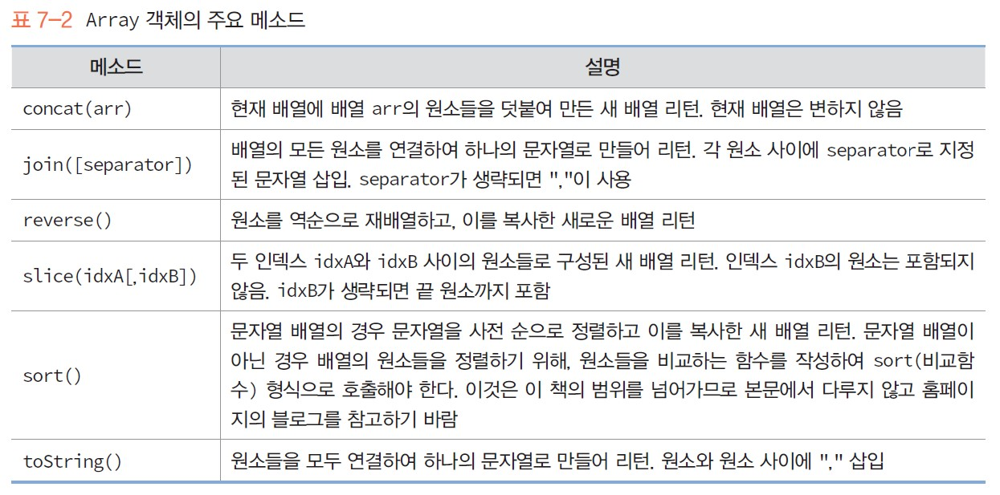 표 7-2 Array 객체의 주요 메소드
메소드 설명
concat(arr) 현재 배열에 배열 arr의 원소들을 덧붙여 만든 새 배열 리턴. 현재 배열은 변하지 않음
join([separator]) 배열의 모든 원소를 연결하여 하나의 문자열로 만들어 리턴. 각 원소 사이에 separator로 지정
된 문자열 삽입. separator가 생략되면 ","이 사용
reverse() 원소를 역순으로 재배열하고, 이를 복사한 새로운 배열 리턴
slice(idxA[,idxB]) 두 인덱스 idxA와 idxB 사이의 원소들로 구성된 새 배열 리턴. 인덱스 idxB의 원소는 포함되지
않음. idxB가 생략되면 끝 원소까지 포함
sort() 문자열 배열의 경우 문자열을 사전 순으로 정렬하고 이를 복사한 새 배열 리턴. 문자열 배열이
아닌 경우 배열의 원소들을 정렬하기 위해, 원소들을 비교하는 함수를 작성하여 sort(비교함
수) 형식으로 호출해야 한다. 이것은 이 책의 범위를 넘어가므로 본문에서 다루지 않고 홈페이
지의 블로그를 참고하기 바람
toString() 원소들을 모두 연결하여 하나의 문자열로 만들어 리턴. 원소와 원소 사이에 "," 삽입